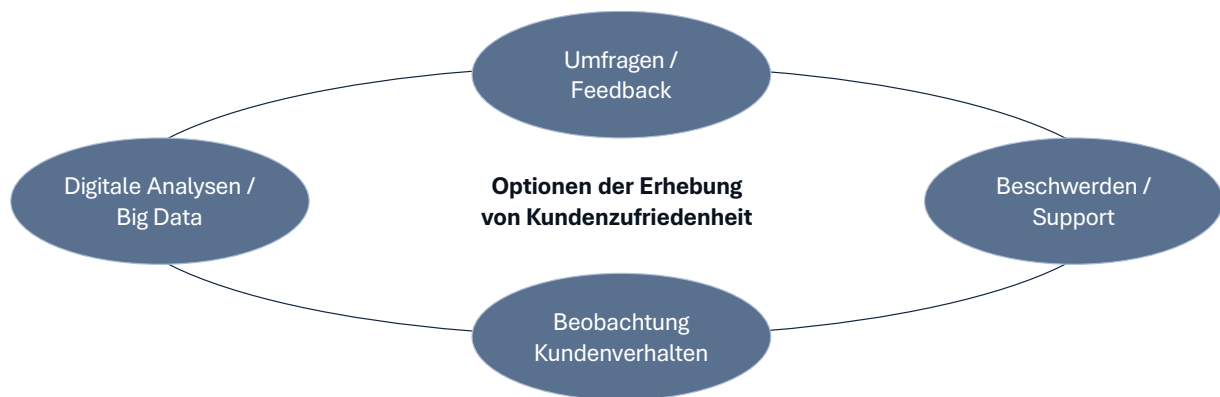 Umfragen /
Feedback
Digitale Analysen /
Big Data
Optionen der Erhebung
von Kundenzufriedenheit
Beschwerden /
Support
Beobachtung
Kundenverhalten